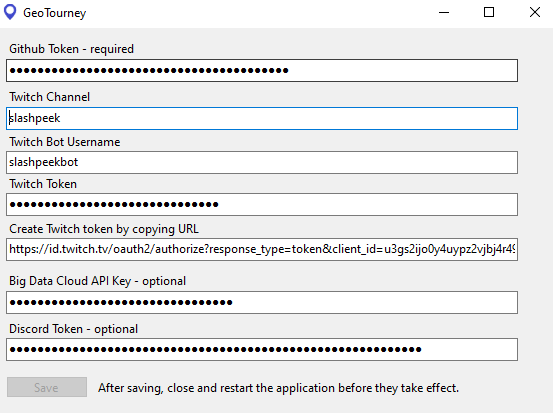 GeoTourney
Github Token - required
●●●●●●●●●●●●●●●●●●●●●●●●●●●●●●●●●●●●●●●●
Twitch Channel
slashpeek
Twitch Bot Username
slashpeekbot
Twitch Token
●●●●●●●●●●●●●●●●●●●●●●●●●●●●●●
Create Twitch token by copying URL
https://id.twitch.tv/oauth2/authorize?response_type=token&client_id=u3gs2ijo0y4uypz2vjbj4r49
Big Data Cloud API Key - optional
●●●●●●●●●●●●●●●●●●●●●●●●●●●●●●●●
Discord Token - optional
●●●●●●●●●●●●●●●●●●●●●●●●●●●●●●●●●●●●●●●●●●●●●●●●●●●●●●●●●●●
Save After saving, close and restart the application before they take effect.